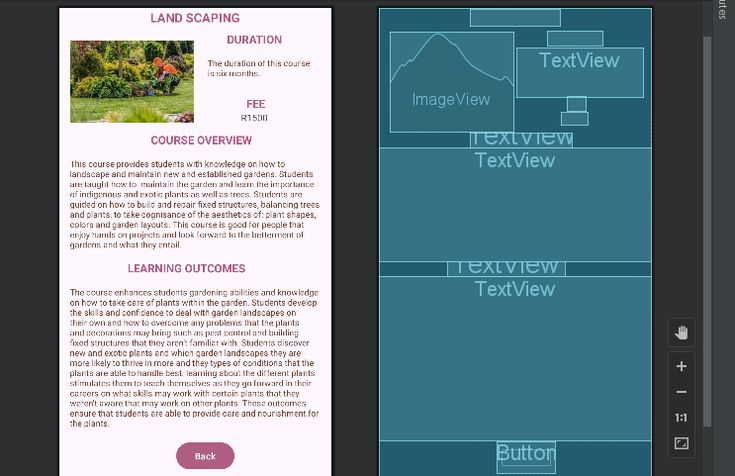 LAND SCAPING
DURATION
The duration of this course
is six months.
FEE
R1500
COURSE OVERVIEW
This course provides students with knowledge on how to
landscape and maintain new and established gardens. Students
are taught how to. maintain the garden and learn the importance
of indigenous and exotic plants as well as trees. Students are
guided on how to build and repair fixed structures, balancing trees
and plants, to take cognisance of the aesthetics of; plant shapes,
colors and garden layouts. This course is good for people that
enjoy hands on projects and look forward to the betterment of
gardens and what they entail.
LEARNING OUTCOMES
The course enhances students gardening abilities and knowledge
on how to take care of plants within the garden. Students develop
the skills and confidence to deal with garden landscapes on
their own and how to overcome any problems that the plants
and decorations may bring such as pest control and building
fixed structures that they aren't familiar with. Students discover
new and exotic plants and which garden landscapes they are
more likely to thrive in more and they types of conditions that the
plants are able to handle best. learning about the different plants
stimulates them to teach themselves as they go forward in their
careers on what skills may work with certain plants that they
weren't aware that may work on other plants. These outcomes
ensure that students are able to provide care and nourishment for
the plants.
Back
TextView
ImageView
TextView
TextView
TextView
TextView
Button
1:1
utes